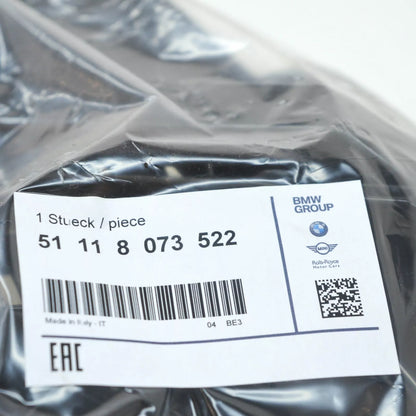 1 Stueck / piece
51 11 8 073 522
Made in Italy - IT
04 BE3
EAC
BMW
GROUP
MINI
Rolls-Royce
Motor Cars